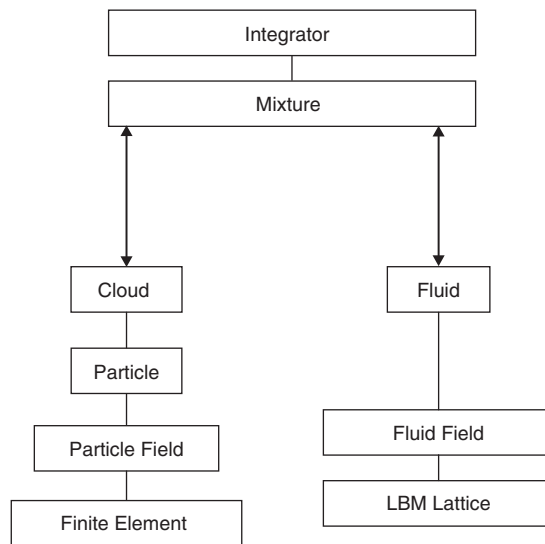 Integrator
Mixture
Cloud
Fluid
Particle
Particle Field
Fluid Field
Finite Element
LBM Lattice